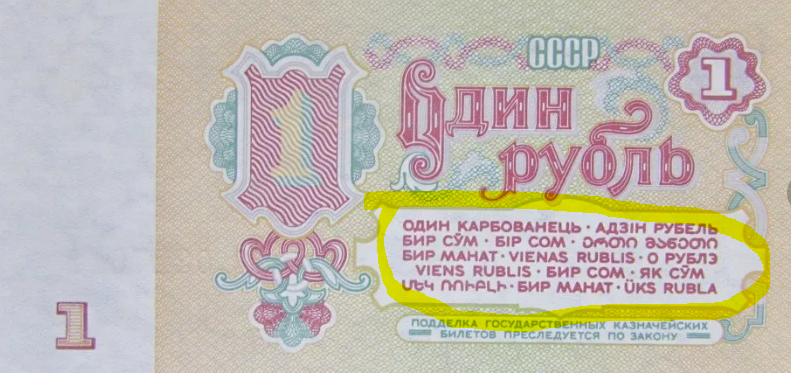 СССР
1
1
Один
рубль
ОДИН КАРБОВАНЕЦЬ · АДЗІН РУБЕЛЬ
БИР СЎМ · БІР СОМ · ᲔᲠᲗᲘ ᲛᲐᲜᲔᲗᲘ
БИР МАНАТ · VIENAS RUBLIS · О РУБЛЭ
VIENS RUBLIS · БИР СОМ · ЯК СӮМ
ՄԵԿ ՌՈՒԲԼԻ · БИР МАНАТ · ÜKS RUBLA
1
ПОДДЕЛКА ГОСУДАРСТВЕННЫХ КАЗНАЧЕЙСКИХ
БИЛЕТОВ ПРЕСЛЕДУЕТСЯ ПО ЗАКОНУ